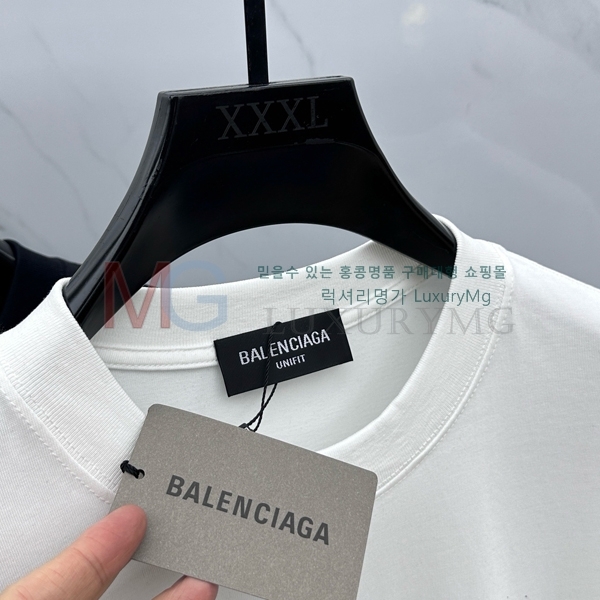 XXXL
믿을수 있는 홍콩명품 구매대행 쇼핑몰
MG
럭셔리명가 LuxuryMg
LUXURYMG
BALENCIAGA
UNIFIT
BALENCIAGA